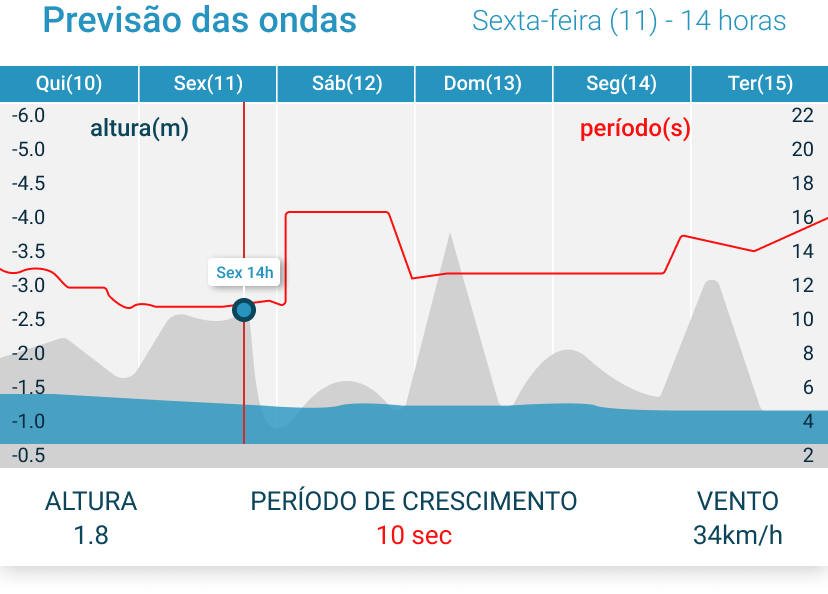 Previsão das ondas
Sexta-feira (11) - 14 horas
Qui(10) Sex(11) Sáb(12) Dom(13) Seg(14) Ter(15)
-6.0 22
altura(m) período(s)
-5.0 20
-4.5 18
-4.0 16
-3.5 14
Sex 14h
-3.0 12
-2.5 10
-2.0 8
-1.5 6
-1.0 4
-0.5 2
ALTURA PERÍODO DE CRESCIMENTO VENTO
1.8 10 sec 34km/h